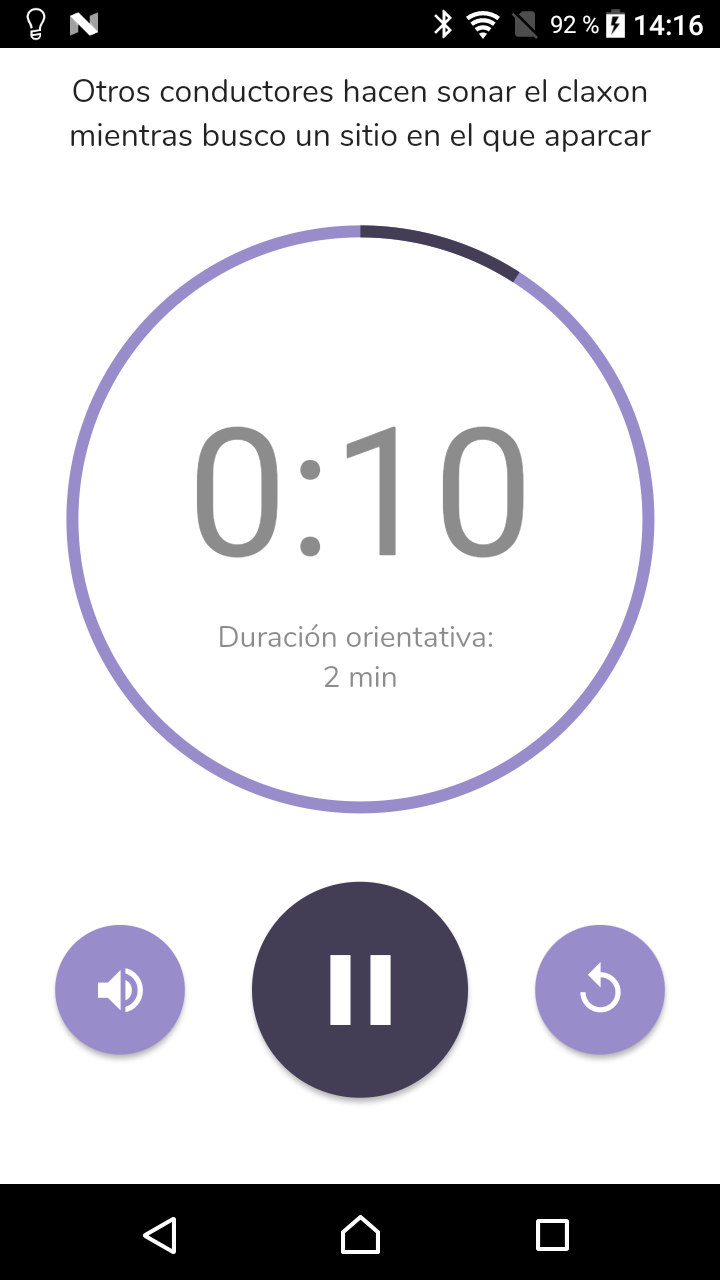 92 % 14:16
Otros conductores hacen sonar el claxon
mientras busco un sitio en el que aparcar
0:10
Duración orientativa:
2 min